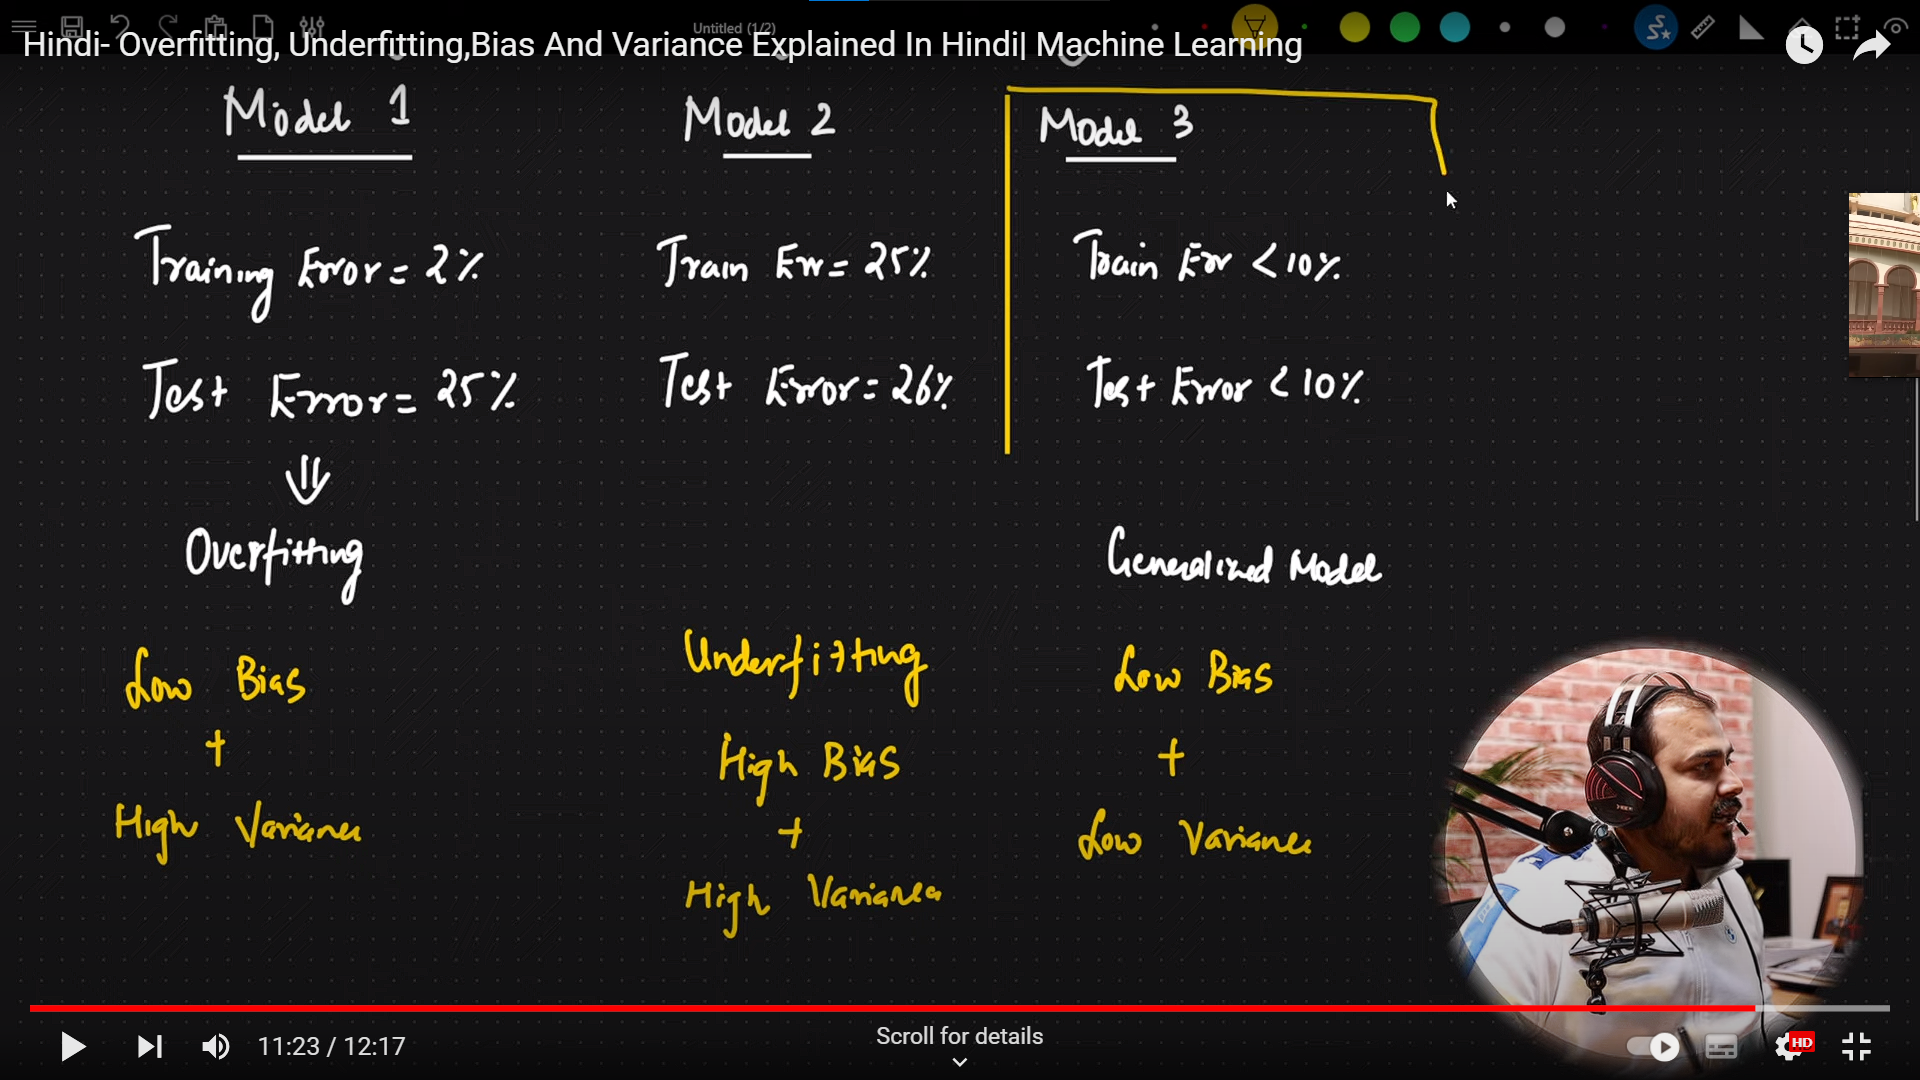 Untitled (1/2)
Hindi- Overfitting, Underfitting,Bias And Variance Explained In Hindi| Machine Learning
Model 1
Model 2
Model 3
Training Error = 2%
Train Err = 25%
Train Err < 10%
Test Error = 25%
Test Error = 26%
Test Error < 10%
Overfitting
Generalized Model
Underfitting
Low Bias
+
High Variance
High Bias
+
High Variance
Low Bias
+
Low Variance
11:23 / 12:17
Scroll for details
HD